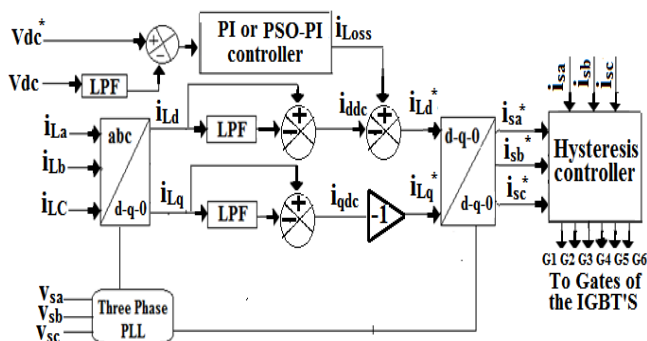 Vdc*
PI or PSO-PI
controller
iLoss
Vdc
LPF
+
−
isa
isb
isc
iLa
iLb
iLC
abc
d-q-0
iLd
LPF
+
−
iddc
+
−
iLd*
d-q-0
d-q-0
isa*
isb*
isc*
Hysteresis
controller
iLq
LPF
+
−
iqdc
-1
iLq*
G1 G2 G3 G4 G5 G6
To Gates of
the IGBT'S
vsa
vsb
vsc
Three Phase
PLL